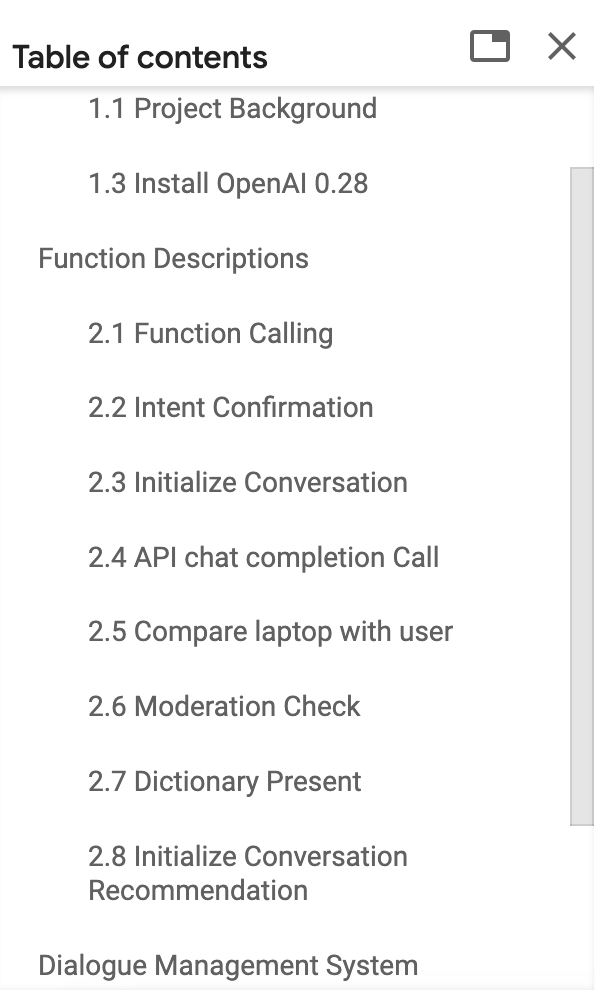 Table of contents
1.1 Project Background
1.3 Install OpenAI 0.28
Function Descriptions
2.1 Function Calling
2.2 Intent Confirmation
2.3 Initialize Conversation
2.4 API chat completion Call
2.5 Compare laptop with user
2.6 Moderation Check
2.7 Dictionary Present
2.8 Initialize Conversation
Recommendation
Dialogue Management System